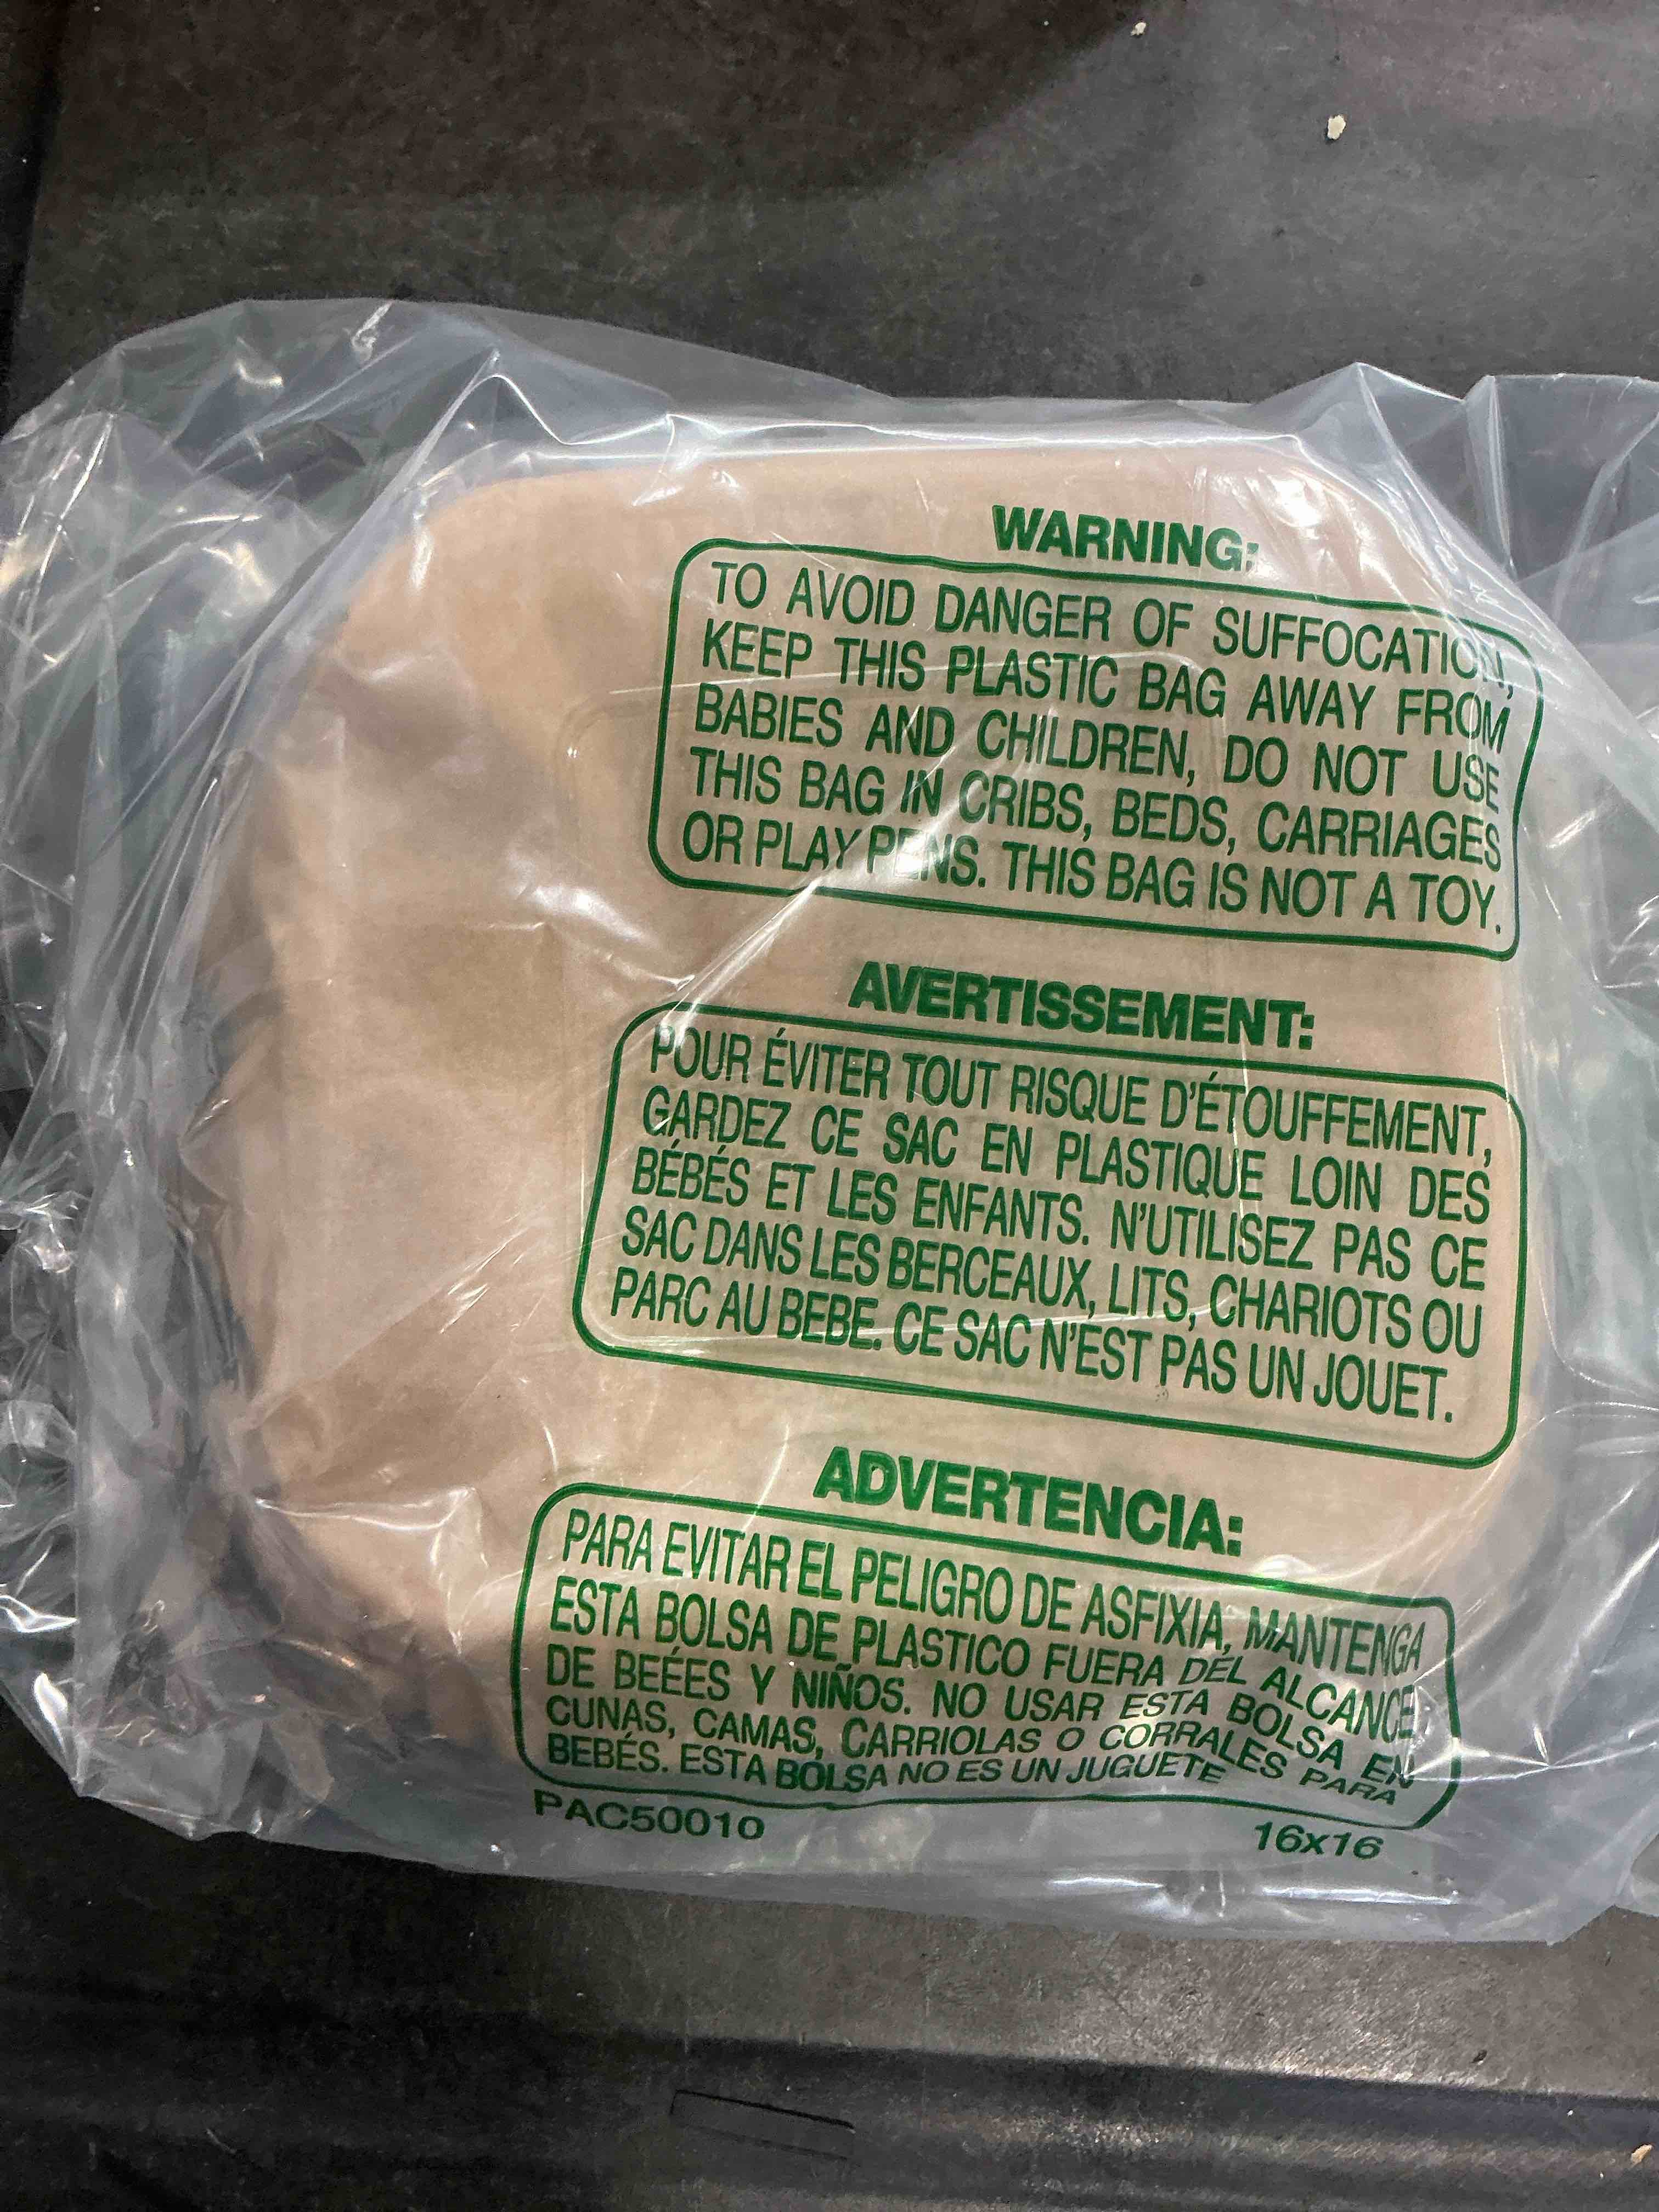 WARNING:
TO AVOID DANGER OF SUFFOCATION,
KEEP THIS PLASTIC BAG AWAY FROM
BABIES AND CHILDREN, DO NOT USE
THIS BAG IN CRIBS, BEDS, CARRIAGES
OR PLAY PENS. THIS BAG IS NOT A TOY.
AVERTISSEMENT:
POUR ÉVITER TOUT RISQUE D'ÉTOUFFEMENT,
GARDEZ CE SAC EN PLASTIQUE LOIN DES
BÉBÉS ET LES ENFANTS. N'UTILISEZ PAS CE
SAC DANS LES BERCEAUX, LITS, CHARIOTS OU
PARC AU BEBE. CE SAC N'EST PAS UN JOUET.
ADVERTENCIA:
PARA EVITAR EL PELIGRO DE ASFIXIA, MANTENGA
ESTA BOLSA DE PLASTICO FUERA DEL ALCANCE
DE BEÉES Y NIÑOS. NO USAR ESTA BOLSA EN
CUNAS, CAMAS, CARRIOLAS O CORRALES PARA
BEBÉS. ESTA BOLSA NO ES UN JUGUETE
PAC50010
16x16